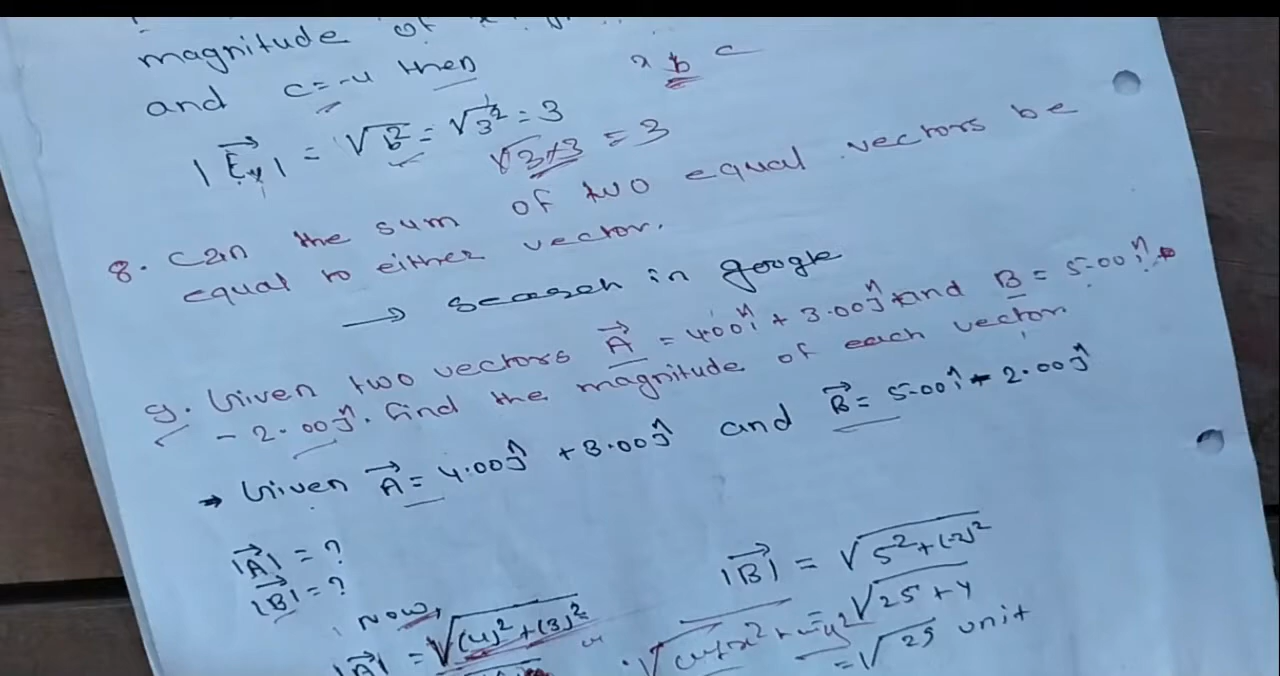 magnitude of
and c=-4 then
x b c
|E⃗y| = √b² = √3² = 3
√3×3 = 3
8. Can the sum of two equal vectors be
equal to either vector.
→ search in google
9. Given two vectors A⃗ = 4.00î + 3.00ĵ and B = 5.00î
- 2.00ĵ. find the magnitude of each vector.
→ Given A⃗ = 4.00ĵ + 3.00ĵ and B⃗ = 5.00î - 2.00ĵ
|A⃗| = ?
|B⃗| = ?
|B⃗| = √5²+(-2)²
Now,
|A⃗| = √(4)²+(3)²
= √25+4
= √29 unit